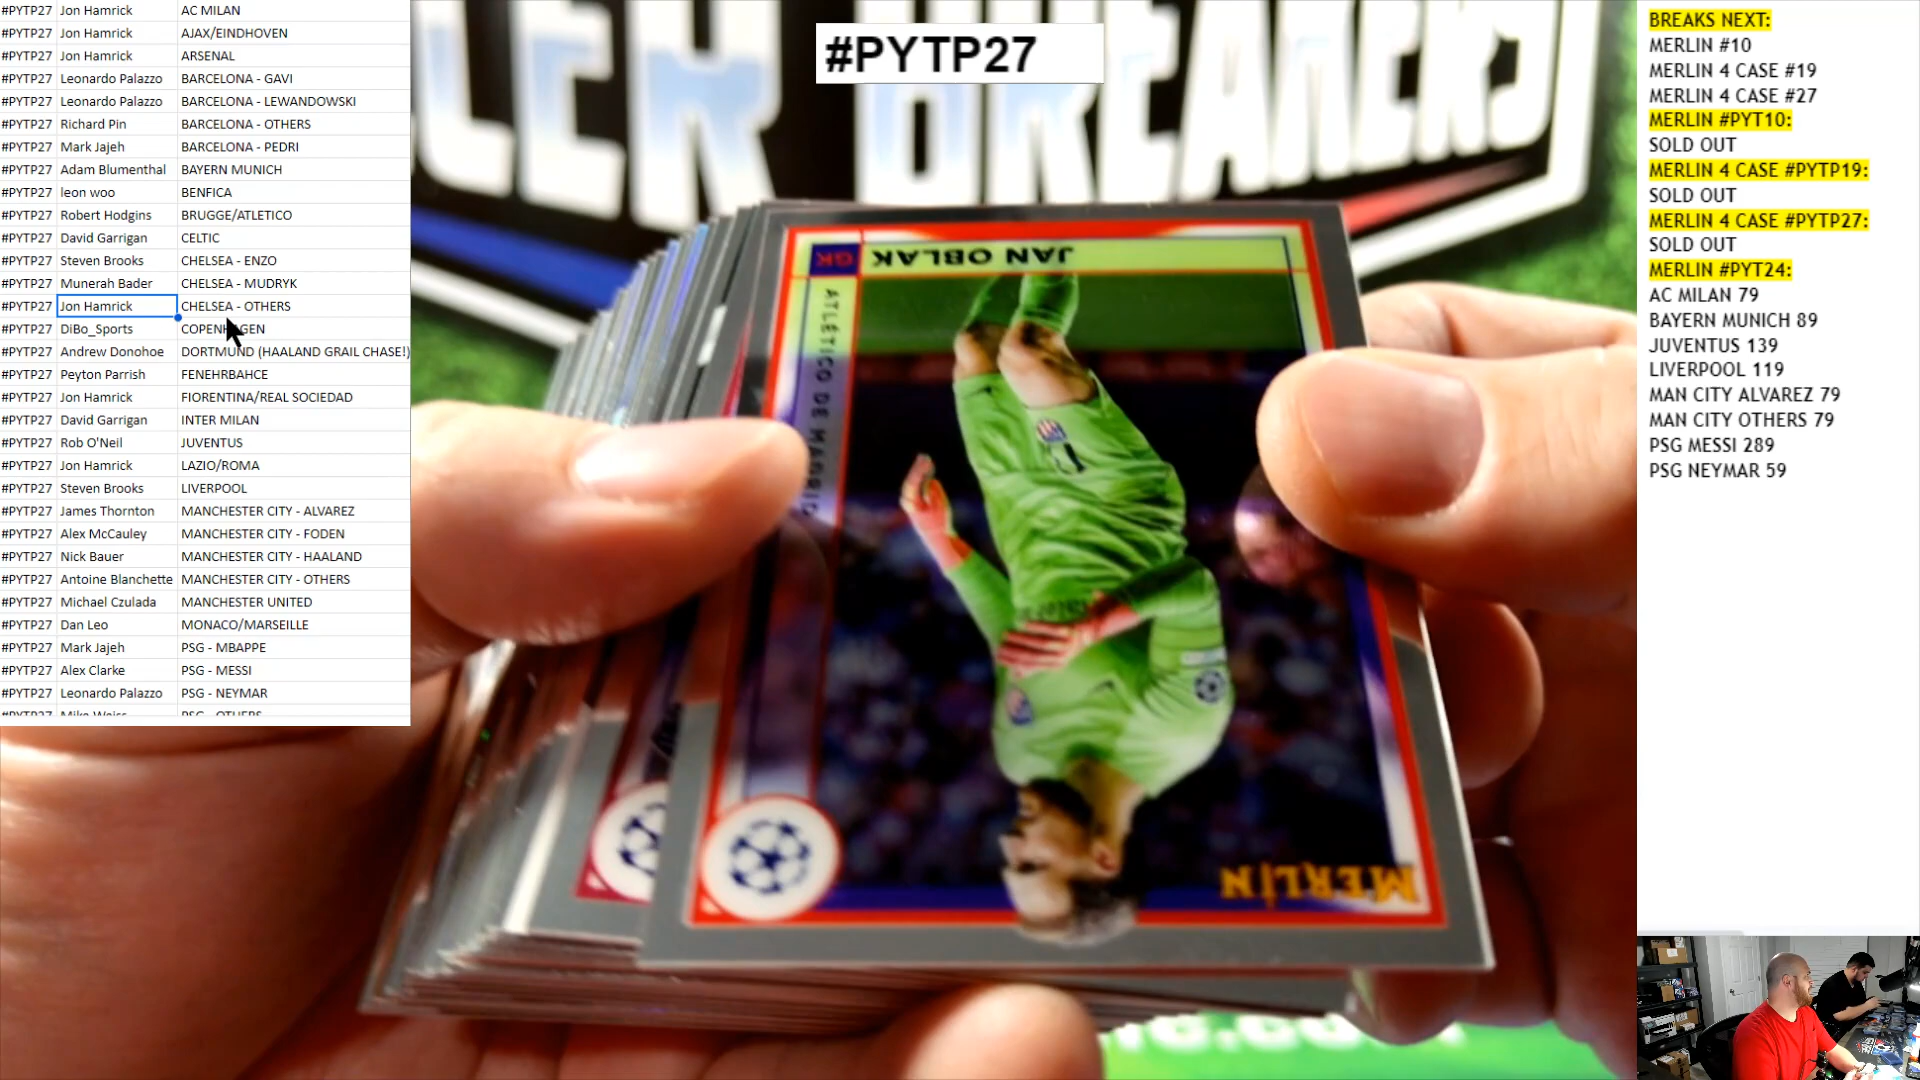 #PYTP27 Jon Hamrick AC MILAN
#PYTP27 Jon Hamrick AJAX/EINDHOVEN
#PYTP27 Jon Hamrick ARSENAL
#PYTP27 Leonardo Palazzo BARCELONA - GAVI
#PYTP27 Leonardo Palazzo BARCELONA - LEWANDOWSKI
#PYTP27 Richard Pin BARCELONA - OTHERS
#PYTP27 Mark Jajeh BARCELONA - PEDRI
#PYTP27 Adam Blumenthal BAYERN MUNICH
#PYTP27 leon woo BENFICA
#PYTP27 Robert Hodgins BRUGGE/ATLETICO
#PYTP27 David Garrigan CELTIC
#PYTP27 Steven Brooks CHELSEA - ENZO
#PYTP27 Munerah Bader CHELSEA - MUDRYK
#PYTP27 Jon Hamrick CHELSEA - OTHERS
#PYTP27 DiBo_Sports COPENHAGEN
#PYTP27 Andrew Donohoe DORTMUND (HAALAND GRAIL CHASE!)
#PYTP27 Peyton Parrish FENEHRBAHCE
#PYTP27 Jon Hamrick FIORENTINA/REAL SOCIEDAD
#PYTP27 David Garrigan INTER MILAN
#PYTP27 Rob O'Neil JUVENTUS
#PYTP27 Jon Hamrick LAZIO/ROMA
#PYTP27 Steven Brooks LIVERPOOL
#PYTP27 James Thornton MANCHESTER CITY - ALVAREZ
#PYTP27 Alex McCauley MANCHESTER CITY - FODEN
#PYTP27 Nick Bauer MANCHESTER CITY - HAALAND
#PYTP27 Antoine Blanchette MANCHESTER CITY - OTHERS
#PYTP27 Michael Czulada MANCHESTER UNITED
#PYTP27 Dan Leo MONACO/MARSEILLE
#PYTP27 Mark Jajeh PSG - MBAPPE
#PYTP27 Alex Clarke PSG - MESSI
#PYTP27 Leonardo Palazzo PSG - NEYMAR
#PYTP27 Mike Weiss PSG - OTHERS
#PYTP27
BREAKERS
GK JAN OBLAK
ATLÉTICO DE MADRID
MERLIN
BREAKS NEXT:
MERLIN #10
MERLIN 4 CASE #19
MERLIN 4 CASE #27
MERLIN #PYT10:
SOLD OUT
MERLIN 4 CASE #PYTP19:
SOLD OUT
MERLIN 4 CASE #PYTP27:
SOLD OUT
MERLIN #PYT24:
AC MILAN 79
BAYERN MUNICH 89
JUVENTUS 139
LIVERPOOL 119
MAN CITY ALVAREZ 79
MAN CITY OTHERS 79
PSG MESSI 289
PSG NEYMAR 59